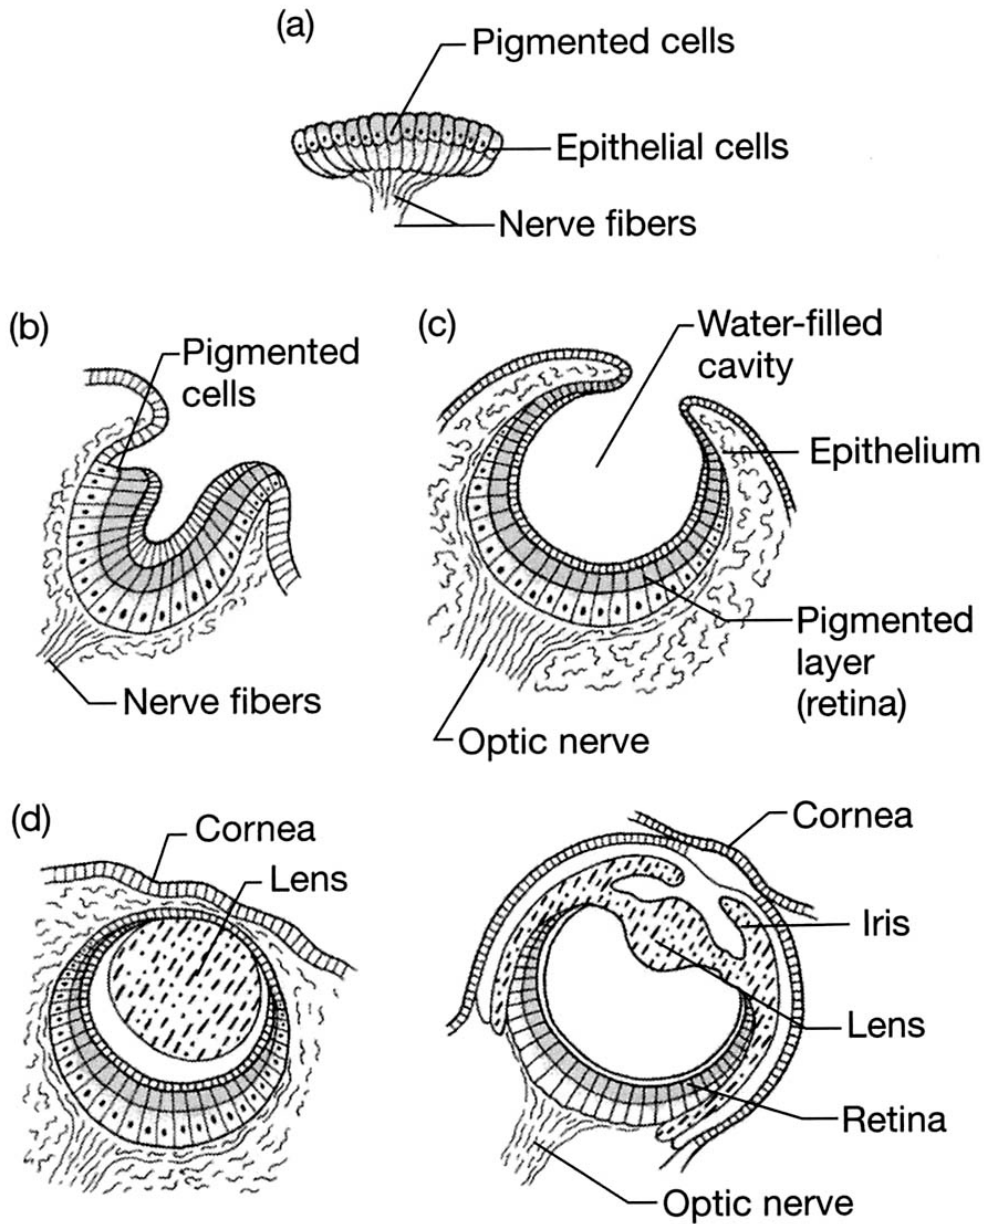 (a)
Pigmented cells
Epithelial cells
Nerve fibers
(b)
Pigmented
cells
Nerve fibers
(c)
Water-filled
cavity
Epithelium
Pigmented
layer
(retina)
Optic nerve
(d)
Cornea
Lens
Cornea
Iris
Lens
Retina
Optic nerve